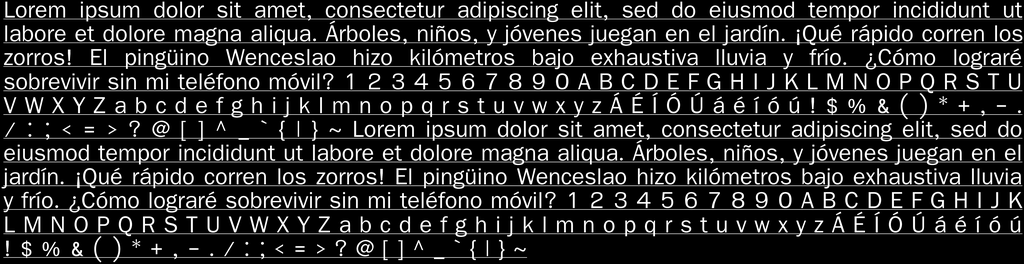 Lorem ipsum dolor sit amet, consectetur adipiscing elit, sed do eiusmod tempor incididunt ut
labore et dolore magna aliqua. Árboles, niños, y jóvenes juegan en el jardín. ¡Qué rápido corren los
zorros! El pingüino Wenceslao hizo kilómetros bajo exhaustiva lluvia y frío. ¿Cómo lograré
sobrevivir sin mi teléfono móvil? 1 2 3 4 5 6 7 8 9 0 A B C D E F G H I J K L M N O P Q R S T U
V W X Y Z a b c d e f g h i j k l m n o p q r s t u v w x y z Á É Í Ó Ú á é í ó ú ! $ % & ( ) * + , − .
/ : ; < = > ? @ [ ] ^ _ ` { | } ~ Lorem ipsum dolor sit amet, consectetur adipiscing elit, sed do
eiusmod tempor incididunt ut labore et dolore magna aliqua. Árboles, niños, y jóvenes juegan en el
jardín. ¡Qué rápido corren los zorros! El pingüino Wenceslao hizo kilómetros bajo exhaustiva lluvia
y frío. ¿Cómo lograré sobrevivir sin mi teléfono móvil? 1 2 3 4 5 6 7 8 9 0 A B C D E F G H I J K
L M N O P Q R S T U V W X Y Z a b c d e f g h i j k l m n o p q r s t u v w x y z Á É Í Ó Ú á é í ó ú
! $ % & ( ) * + , − . / : ; < = > ? @ [ ] ^ _ ` { | } ~